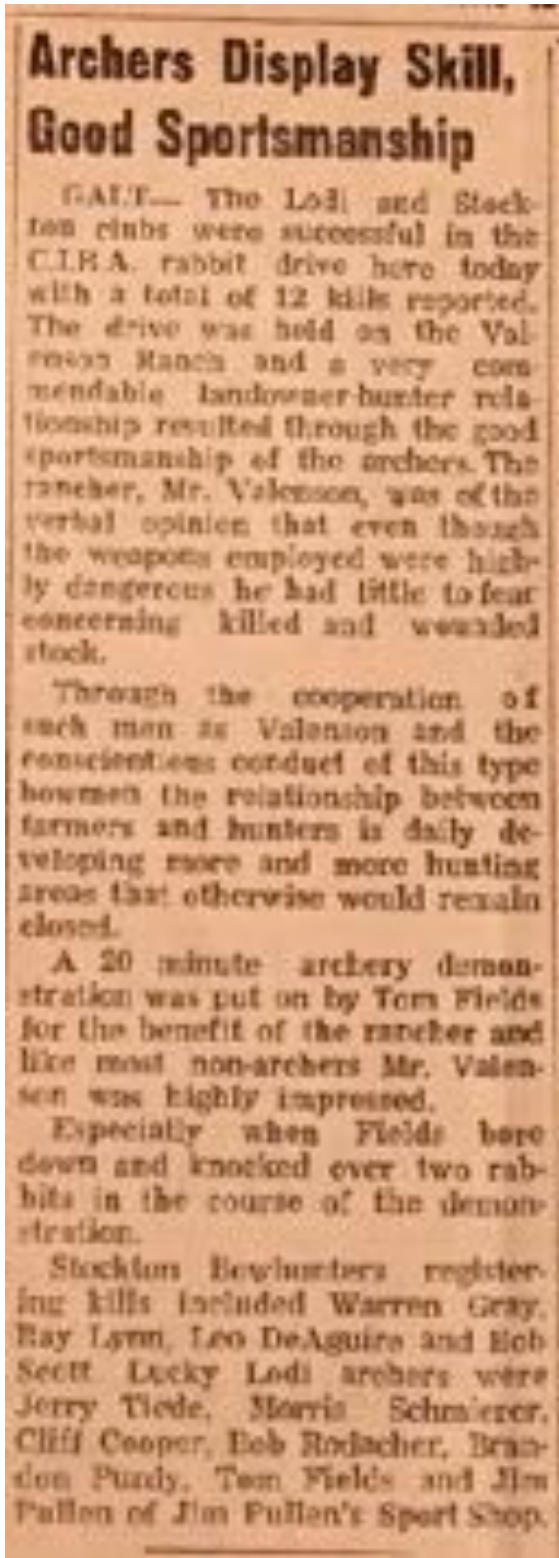 Archers Display Skill,
Good Sportsmanship
GALT— The Lodi and Stock-
ton clubs were successful in the
C.I.B.A. rabbit drive here today
with a total of 12 kills reported.
The drive was held on the Val-
enson Ranch and a very com-
mendable landowner-hunter rela-
tionship resulted through the good
sportsmanship of the archers. The
rancher, Mr. Valenson, was of the
verbal opinion that even though
the weapons employed were high-
ly dangerous he had little to fear
concerning killed and wounded
stock.
Through the cooperation of
such men as Valenson and the
conscientious conduct of this type
bowmen the relationship between
farmers and hunters is daily de-
veloping more and more hunting
areas that otherwise would remain
closed.
A 20 minute archery demon-
stration was put on by Tom Fields
for the benefit of the rancher and
like most non-archers Mr. Valen-
son was highly impressed.
Especially when Fields bore
down and knocked over two rab-
bits in the course of the demon-
stration.
Stockton Bowhunters register-
ing kills included Warren Gray,
Ray Lynn, Leo DeAguire and Bob
Scott. Lucky Lodi archers were
Jerry Tiede, Morris Schmierer,
Cliff Cooper, Bob Rodacher, Bran-
don Purdy, Tom Fields and Jim
Pullen of Jim Pullen's Sport Shop.